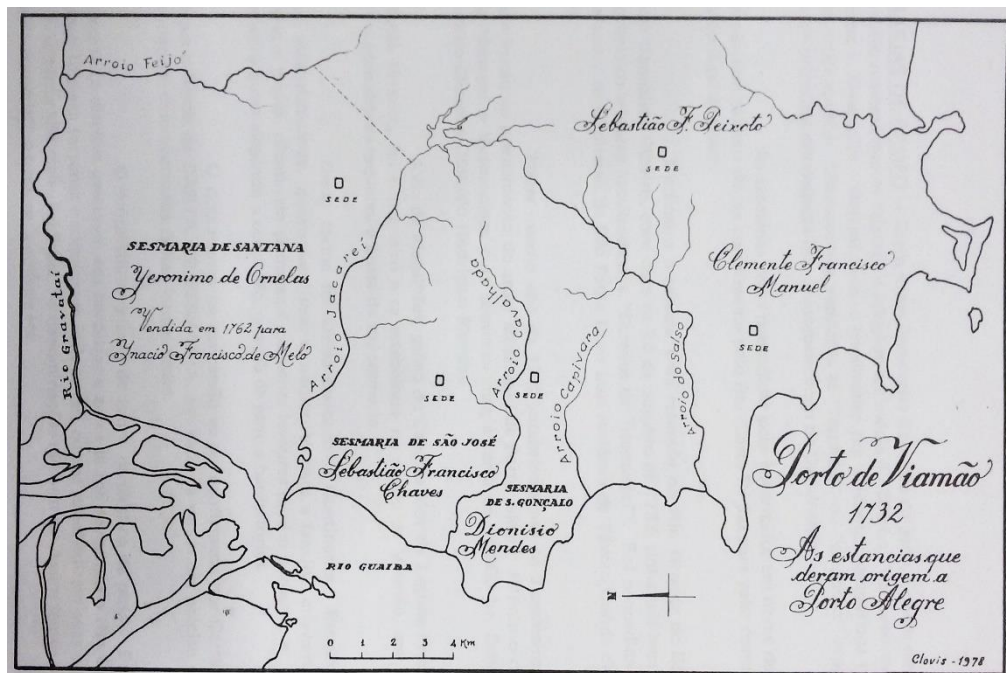 Arroio Feijó
Sebastião F. Peixoto
SEDE
SEDE
SESMARIA DE SANTANA
Yeronimo de Ornelas
Vendida em 1762 para
Ynacio Francisco de Melo
Rio Gravataí
Arroio Jacareí
Arroio Cavalhada
Clemente Francisco
Manuel
SEDE
SEDE
SEDE
Arroio Capivara
Arroio do Salso
SESMARIA DE SÃO JOSÉ
Sebastião Francisco
Chaves
SESMARIA
DE S. GONÇALO
Dionisio
Mendes
RIO GUAIBA
Porto de Viamão
1732
As estancias que
deram origem a
Porto Alegre
N
0 1 2 3 4 Km
Clovis - 1978